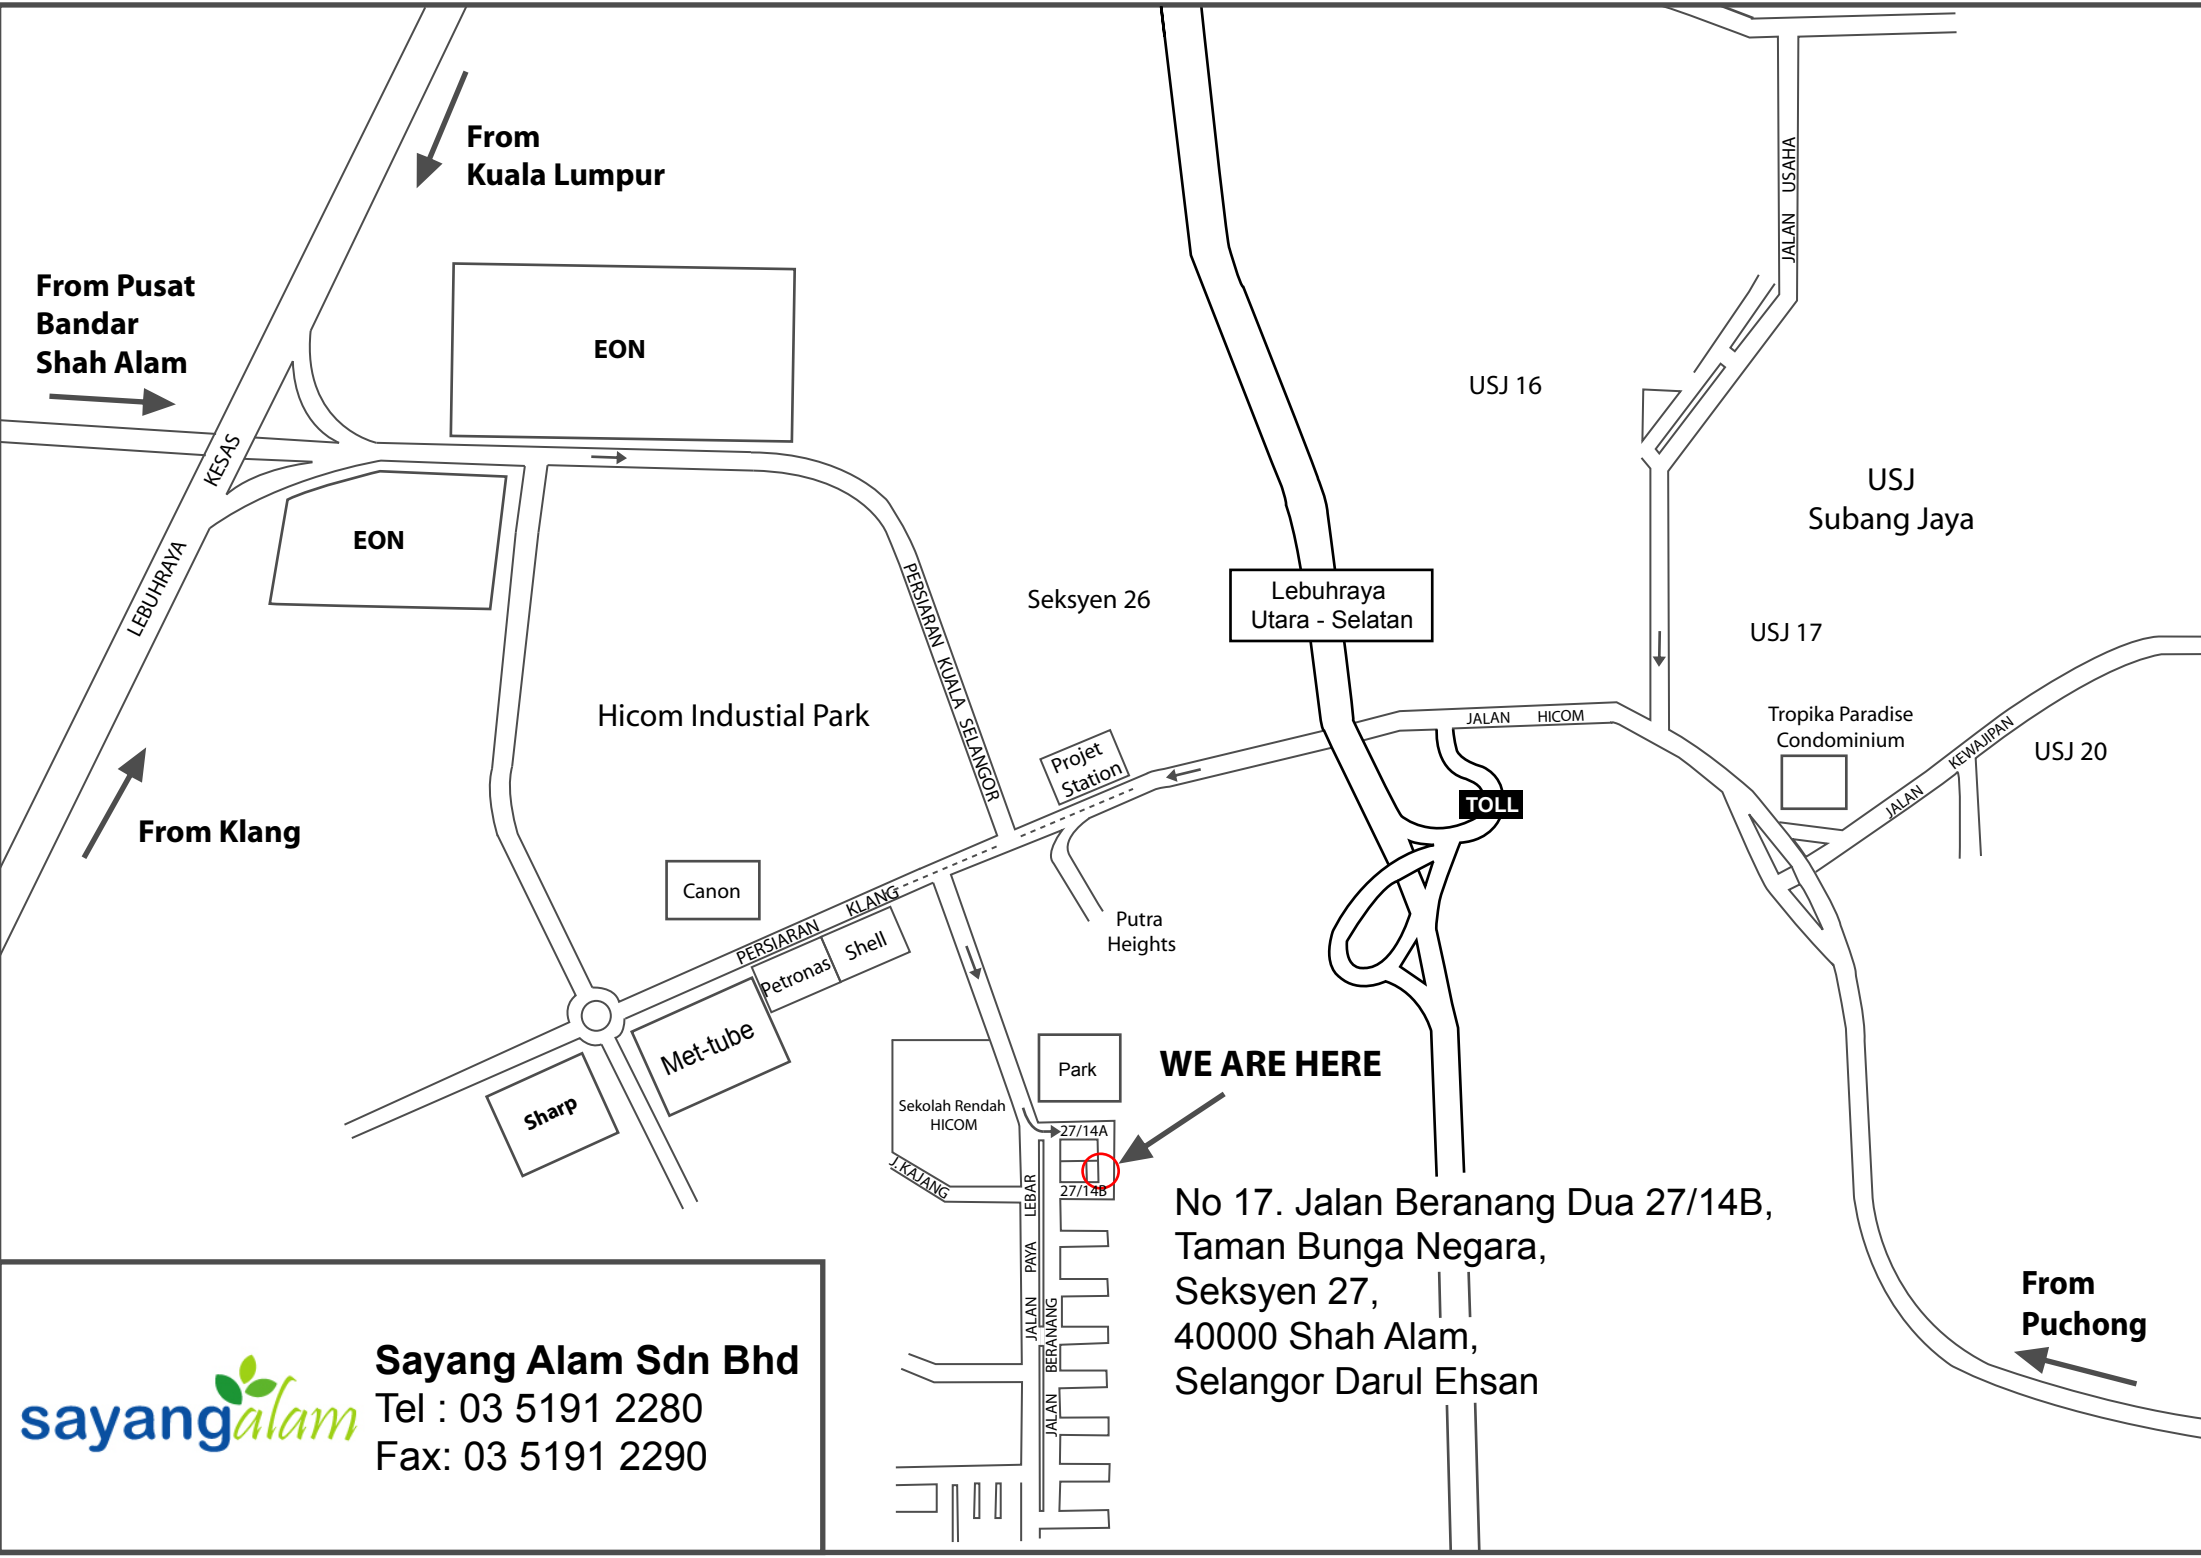 From
Kuala Lumpur
From Pusat
Bandar
Shah Alam
EON
EON
LEBUHRAYA KESAS
From Klang
Hicom Industial Park
PERSIARAN KUALA SELANGOR
Seksyen 26
Lebuhraya
Utara - Selatan
USJ 16
JALAN USAHA
USJ
Subang Jaya
USJ 17
Tropika Paradise
Condominium
JALAN KEWAJIPAN
USJ 20
JALAN HICOM
TOLL
Projet
Station
Putra
Heights
Canon
PERSIARAN KLANG
Petronas
Shell
Met-tube
Sharp
Sekolah Rendah
HICOM
J. KAJANG
Park
WE ARE HERE
27/14A
27/14B
JALAN PAYA LEBAR
JALAN BERANANG
No 17. Jalan Beranang Dua 27/14B,
Taman Bunga Negara,
Seksyen 27,
40000 Shah Alam,
Selangor Darul Ehsan
From
Puchong
sayangalam
Sayang Alam Sdn Bhd
Tel : 03 5191 2280
Fax: 03 5191 2290